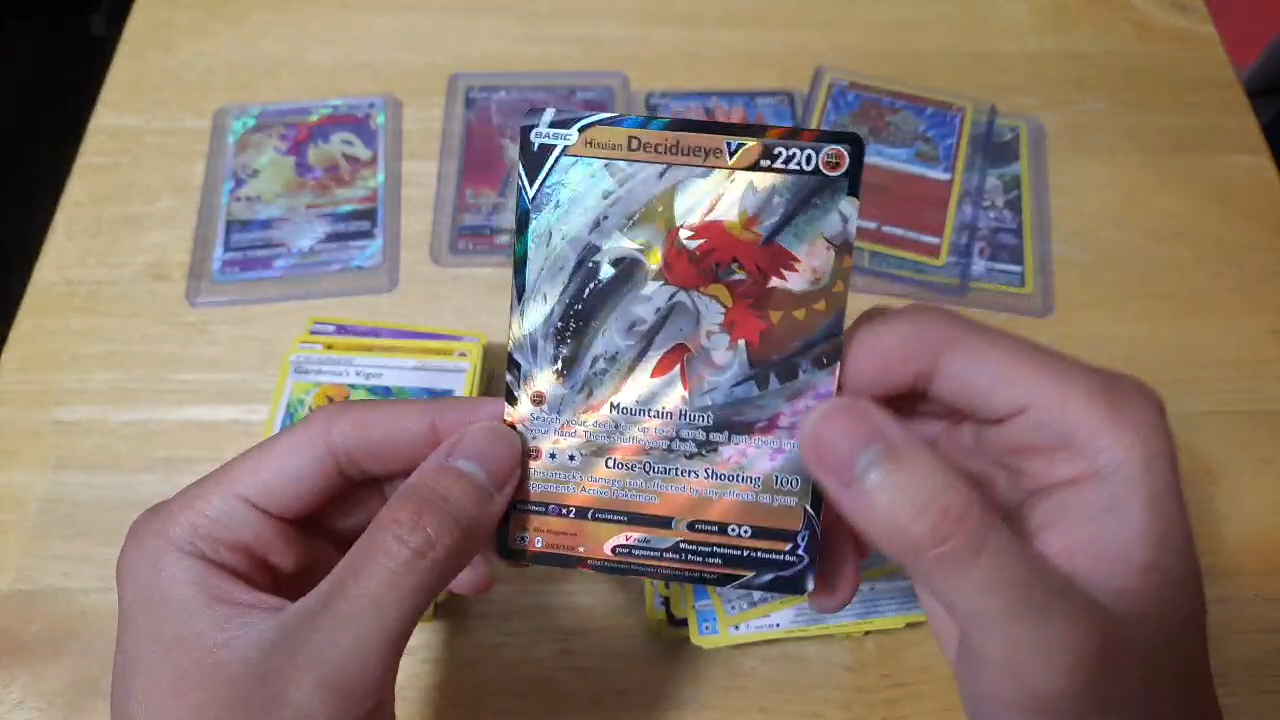 BASIC
Hisuian Decidueye V HP 220
Mountain Hunt
Search your deck for up to 2 cards and put them into
your hand. Then, shuffle your deck.
Close-Quarters Shooting 100
This attack's damage isn't affected by any effects on your
opponent's Active Pokémon.
weakness ×2 resistance retreat
V rule When your Pokémon V is Knocked Out,
your opponent takes 2 Prize cards.
Gardenia's Vigor